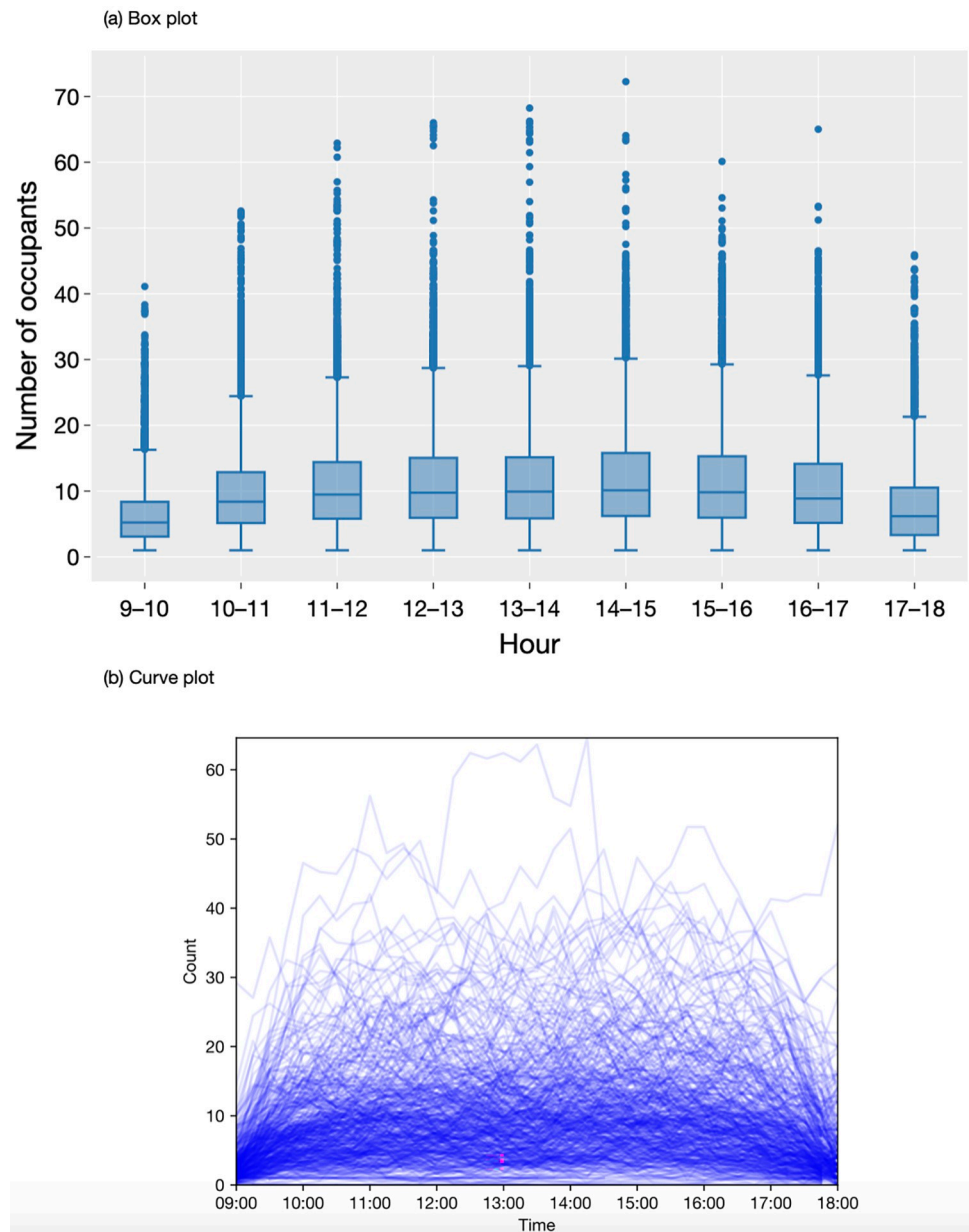 (a) Box plot
70
60
50
40
30
20
10
0
Number of occupants
9–10 10–11 11–12 12–13 13–14 14–15 15–16 16–17 17–18
Hour
(b) Curve plot
60
50
40
30
20
10
0
Count
09:00 10:00 11:00 12:00 13:00 14:00 15:00 16:00 17:00 18:00
Time